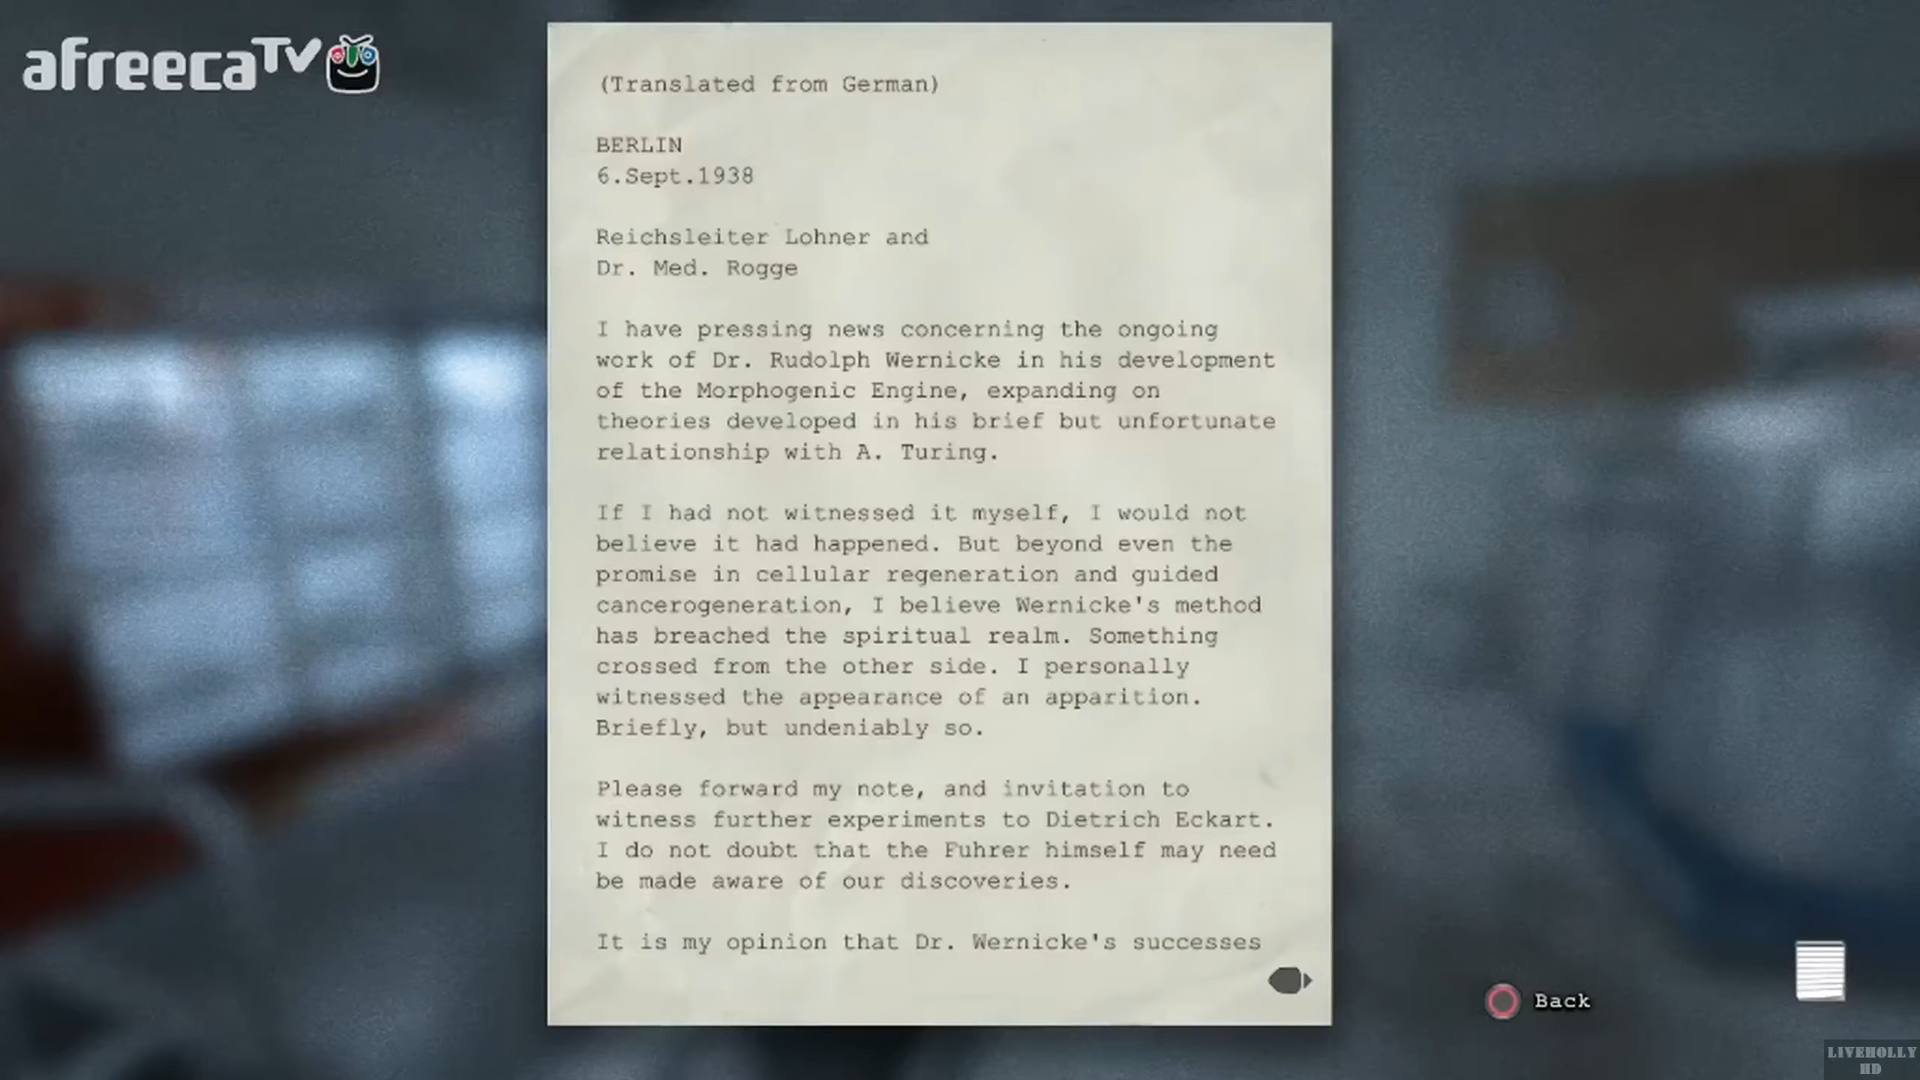 afreecaTV
(Translated from German)
BERLIN
6.Sept.1938
Reichsleiter Lohner and
Dr. Med. Rogge
I have pressing news concerning the ongoing
work of Dr. Rudolph Wernicke in his development
of the Morphogenic Engine, expanding on
theories developed in his brief but unfortunate
relationship with A. Turing.
If I had not witnessed it myself, I would not
believe it had happened. But beyond even the
promise in cellular regeneration and guided
cancerogeneration, I believe Wernicke's method
has breached the spiritual realm. Something
crossed from the other side. I personally
witnessed the appearance of an apparition.
Briefly, but undeniably so.
Please forward my note, and invitation to
witness further experiments to Dietrich Eckart.
I do not doubt that the Fuhrer himself may need
be made aware of our discoveries.
It is my opinion that Dr. Wernicke's successes
Back
LIVEHOLLY
HD